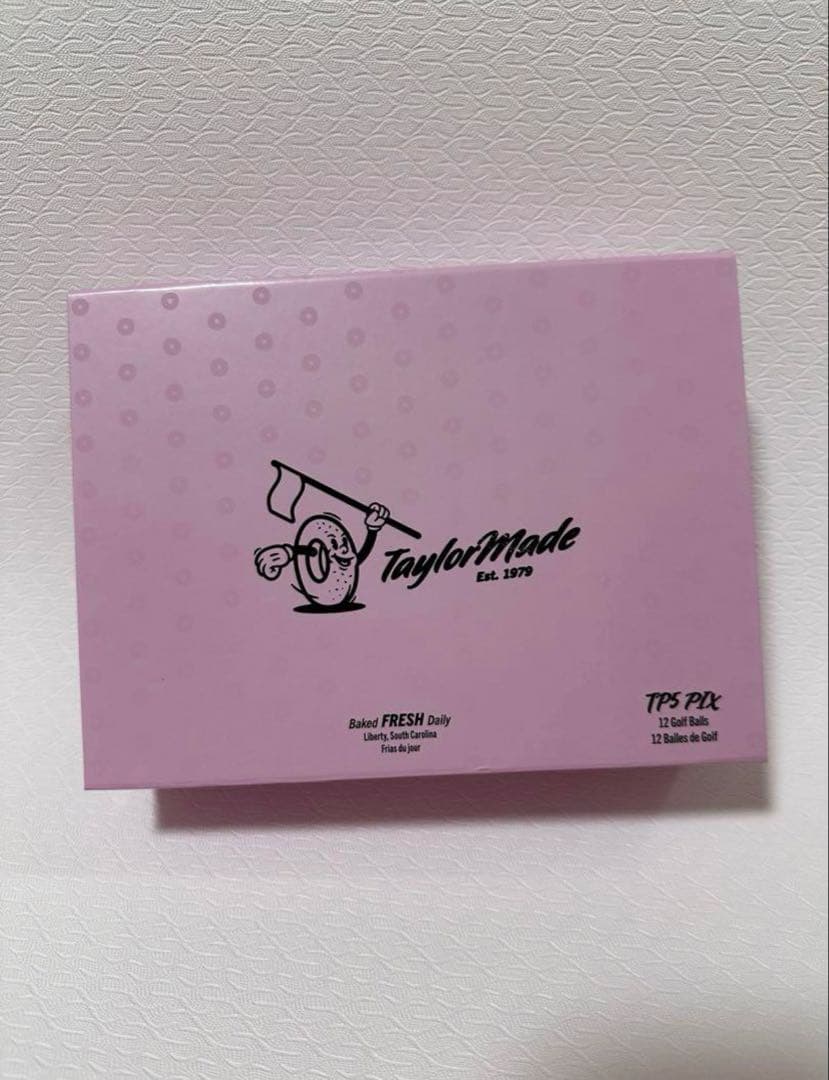 TaylorMade
Est. 1979
Baked FRESH Daily
Liberty, South Carolina
Frias du jour
TP5 PIX
12 Golf Balls
12 Balles de Golf